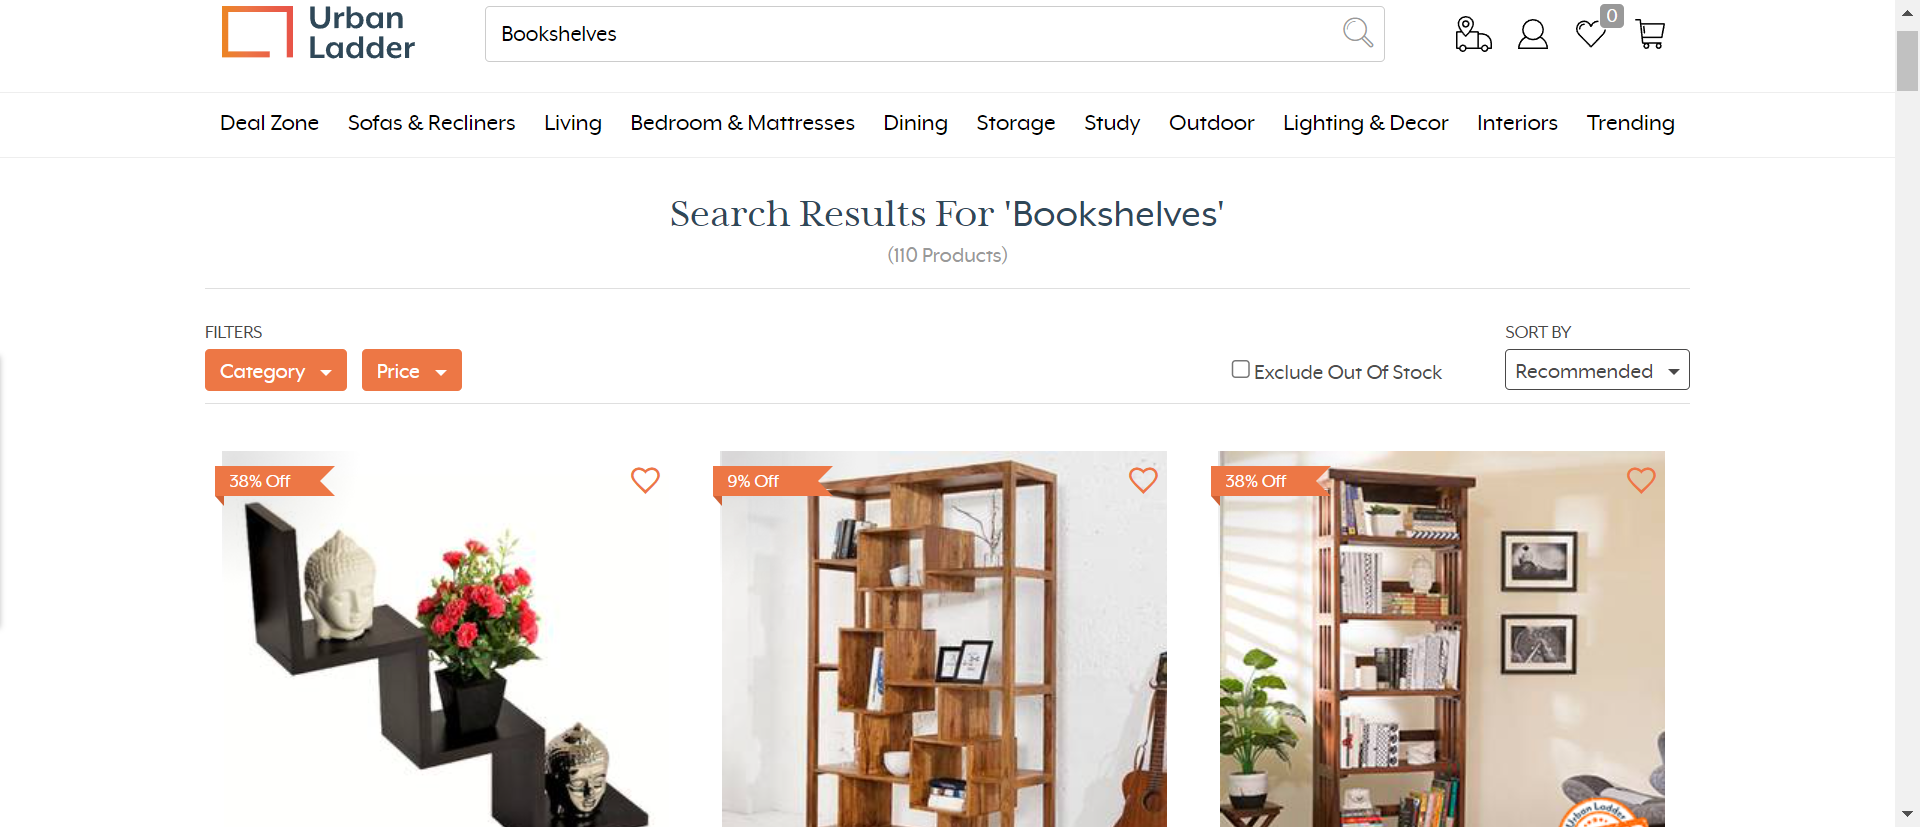 Urban
Ladder
Bookshelves
0
Deal Zone Sofas & Recliners Living Bedroom & Mattresses Dining Storage Study Outdoor Lighting & Decor Interiors Trending
Search Results For 'Bookshelves'
(110 Products)
FILTERS
SORT BY
Category Price Exclude Out Of Stock Recommended
38% Off 9% Off 38% Off
Urban Ladder